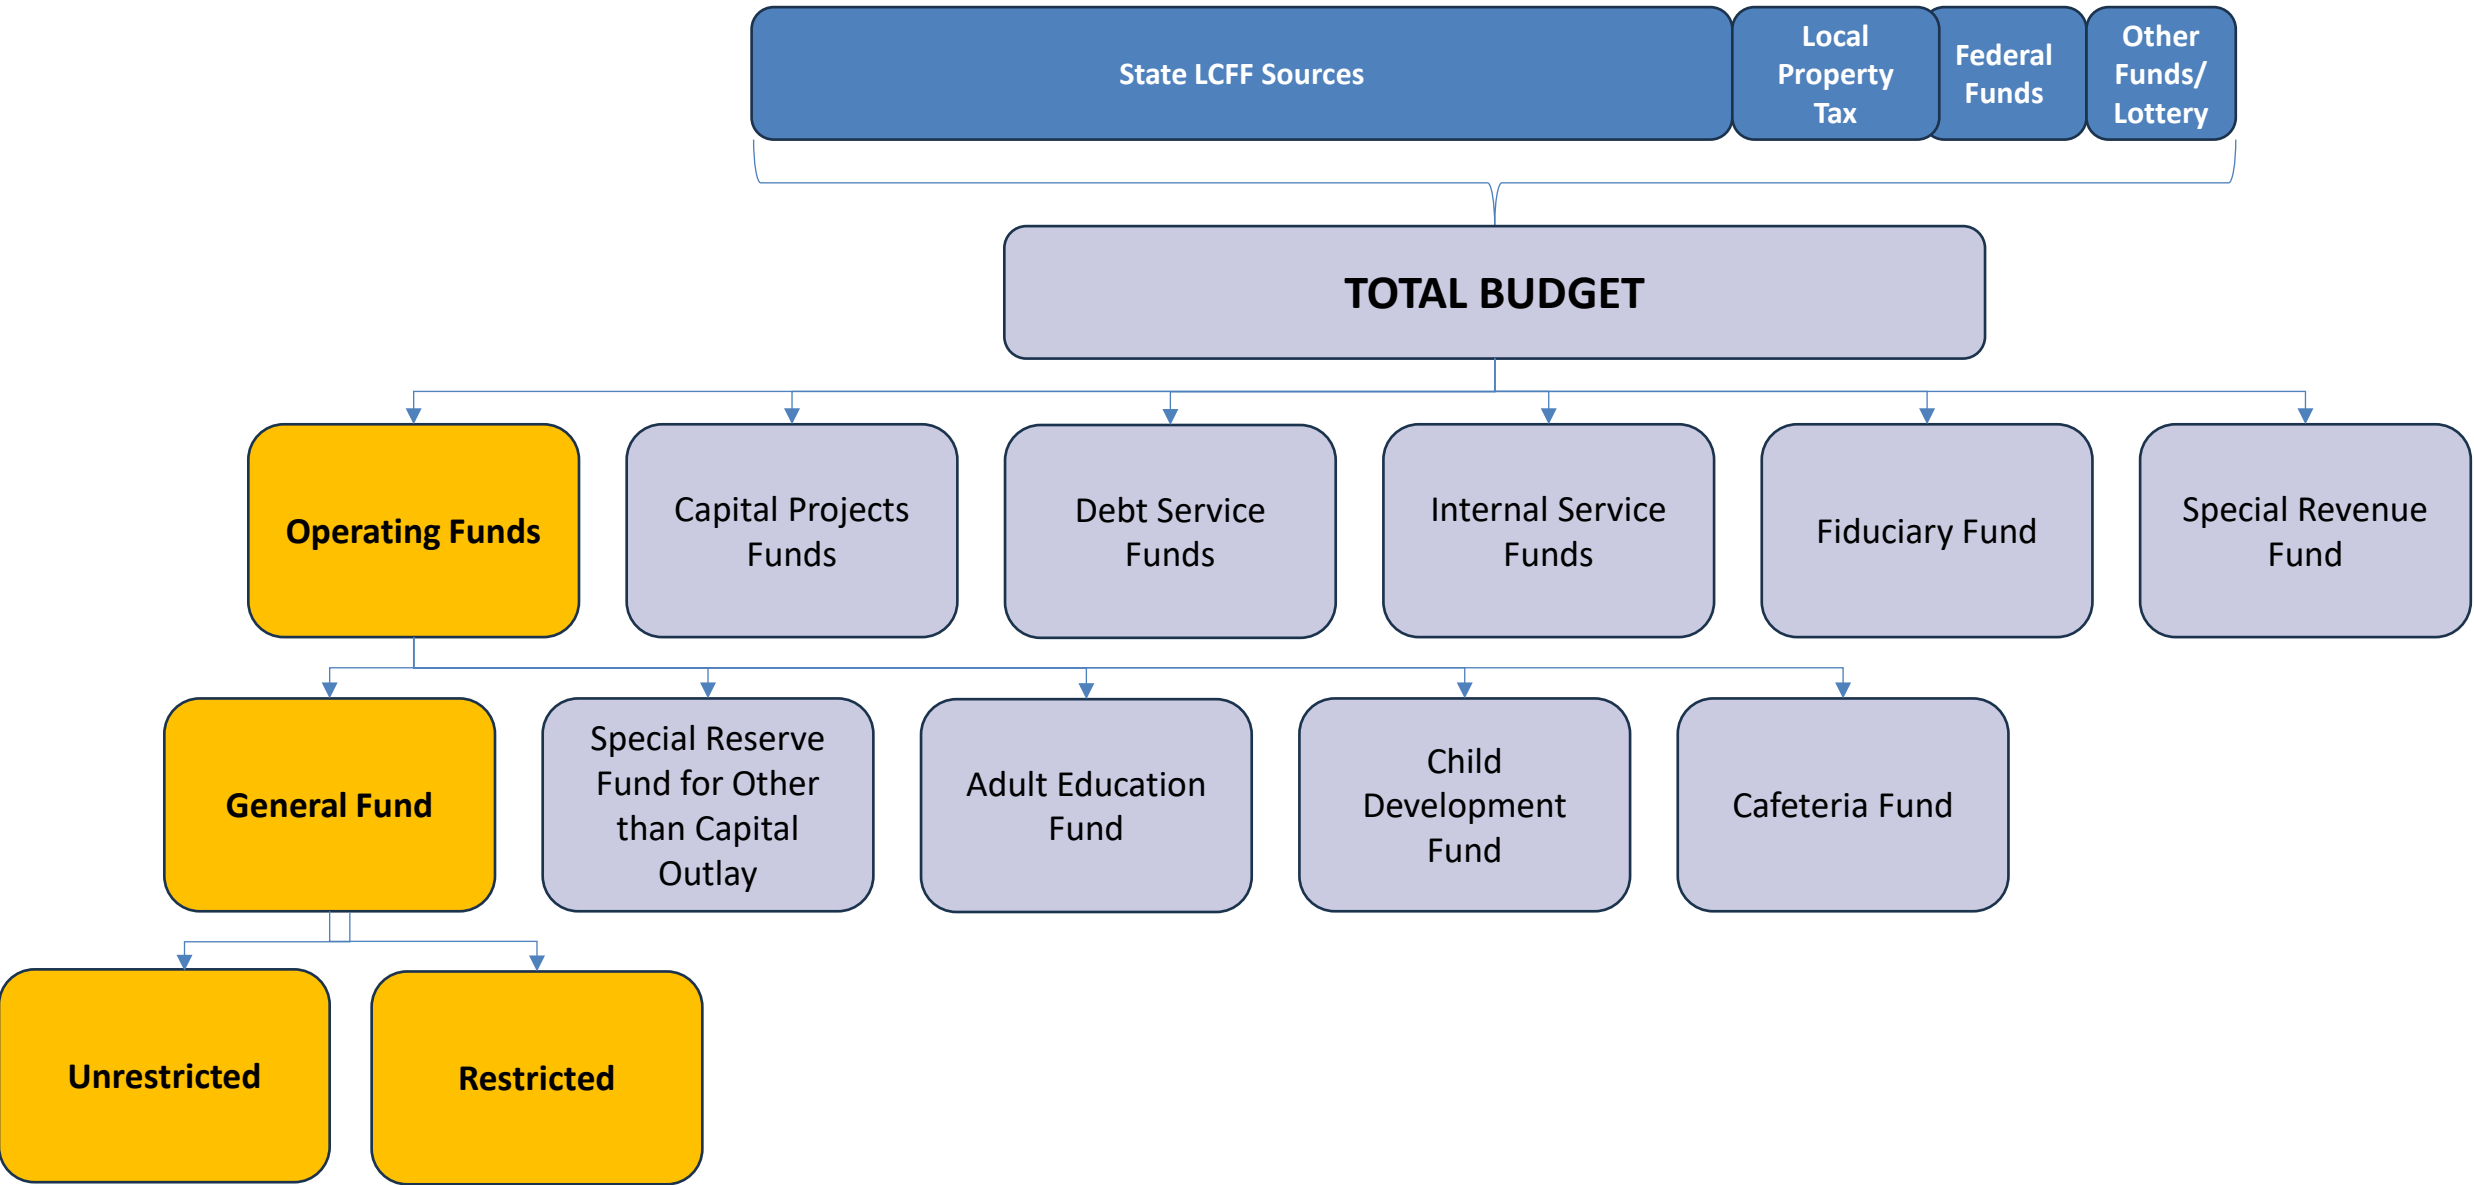 State LCFF Sources
Local
Property
Tax
Federal
Funds
Other
Funds/
Lottery
TOTAL BUDGET
Operating Funds
Capital Projects
Funds
Debt Service
Funds
Internal Service
Funds
Fiduciary Fund
Special Revenue
Fund
General Fund
Special Reserve
Fund for Other
than Capital
Outlay
Adult Education
Fund
Child
Development
Fund
Cafeteria Fund
Unrestricted
Restricted